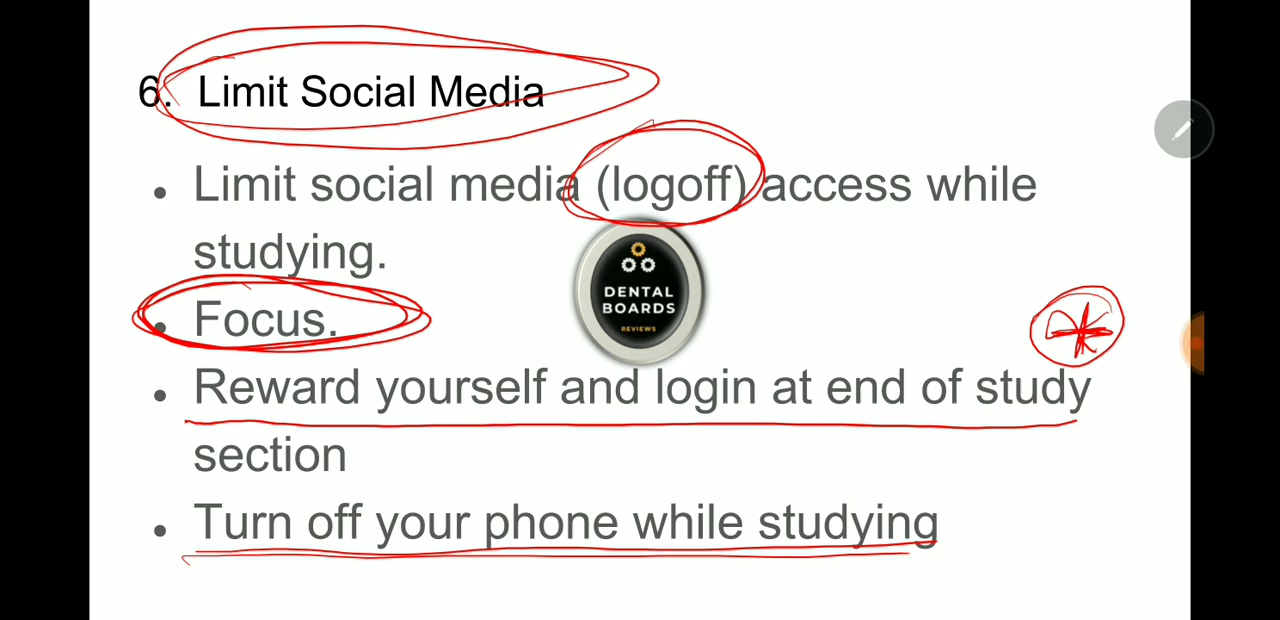 6. Limit Social Media
• Limit social media (logoff) access while
studying.
DENTAL
BOARDS
REVIEWS
• Focus.
• Reward yourself and login at end of study
section
• Turn off your phone while studying